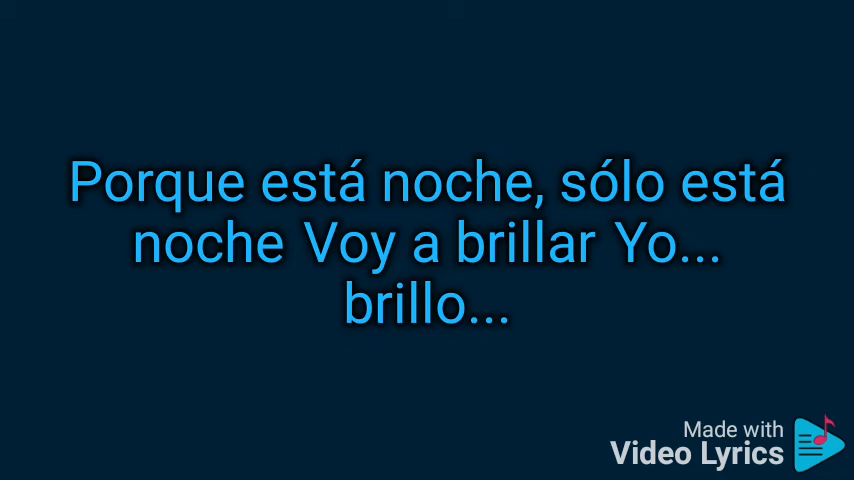 Porque está noche, sólo está
noche Voy a brillar Yo...
brillo...
Made with
Video Lyrics